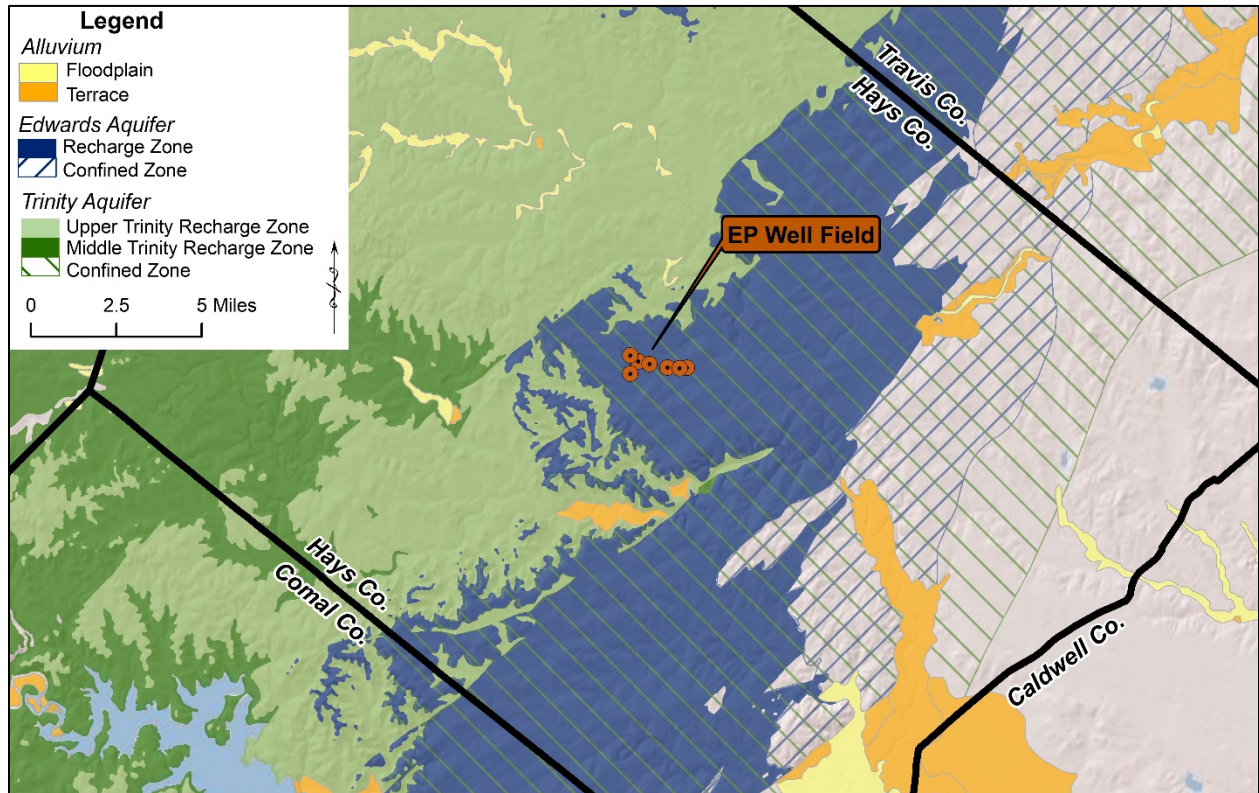 Legend
Alluvium
Floodplain
Terrace
Edwards Aquifer
Recharge Zone
Confined Zone
Trinity Aquifer
Upper Trinity Recharge Zone
Middle Trinity Recharge Zone
Confined Zone
0 2.5 5 Miles
Travis Co.
Hays Co.
EP Well Field
Hays Co.
Comal Co.
Caldwell Co.